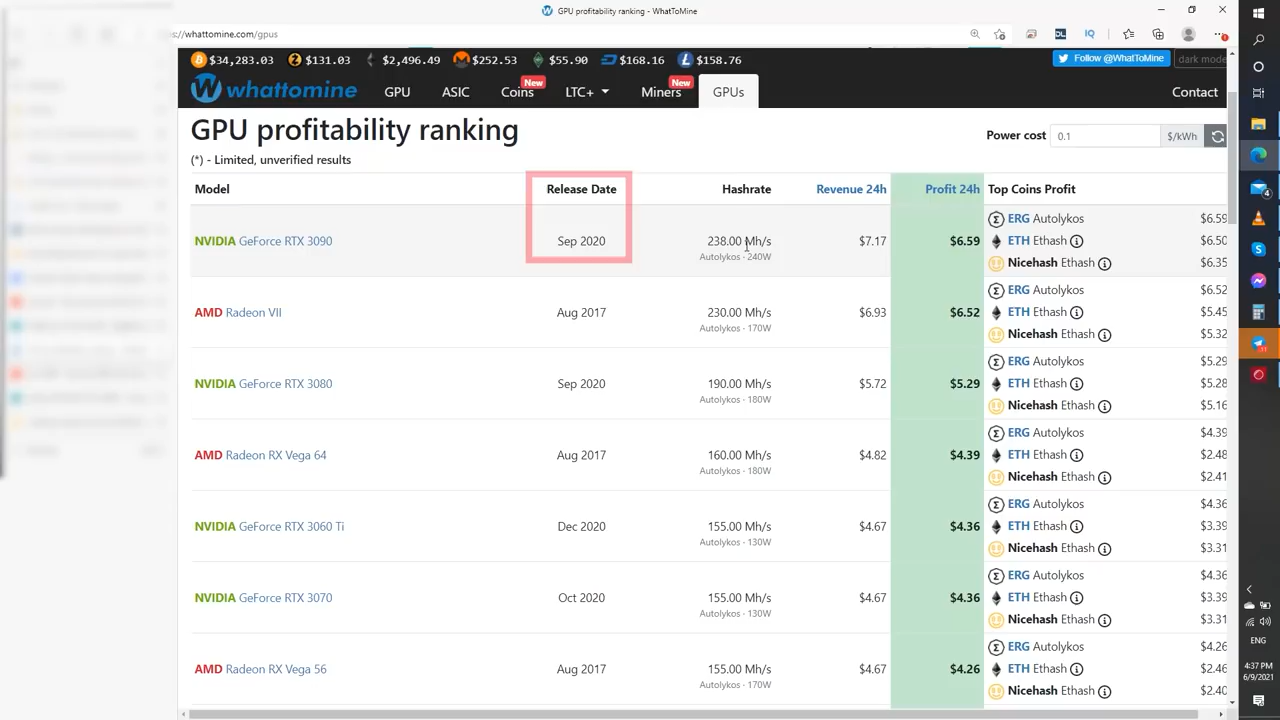 GPU profitability ranking - WhatToMine
://whattomine.com/gpus
$34,283.03 $131.03 $2,496.49 $252.53 $55.90 $168.16 $158.76 Follow @WhatToMine dark mode
whattomine GPU ASIC Coins New LTC+ Miners New GPUs Contact
GPU profitability ranking
Power cost 0.1 $/kWh
(*) - Limited, unverified results
Model Release Date Hashrate Revenue 24h Profit 24h Top Coins Profit
NVIDIA GeForce RTX 3090 Sep 2020 238.00 Mh/s $7.17 $6.59
Autolykos - 240W
ERG Autolykos $6.59
ETH Ethash $6.50
Nicehash Ethash $6.35
AMD Radeon VII Aug 2017 230.00 Mh/s $6.93 $6.52
Autolykos - 170W
ERG Autolykos $6.52
ETH Ethash $5.45
Nicehash Ethash $5.32
NVIDIA GeForce RTX 3080 Sep 2020 190.00 Mh/s $5.72 $5.29
Autolykos - 180W
ERG Autolykos $5.29
ETH Ethash $5.28
Nicehash Ethash $5.16
AMD Radeon RX Vega 64 Aug 2017 160.00 Mh/s $4.82 $4.39
Autolykos - 180W
ERG Autolykos $4.39
ETH Ethash $2.48
Nicehash Ethash $2.41
NVIDIA GeForce RTX 3060 Ti Dec 2020 155.00 Mh/s $4.67 $4.36
Autolykos - 130W
ERG Autolykos $4.36
ETH Ethash $3.39
Nicehash Ethash $3.31
NVIDIA GeForce RTX 3070 Oct 2020 155.00 Mh/s $4.67 $4.36
Autolykos - 130W
ERG Autolykos $4.36
ETH Ethash $3.39
Nicehash Ethash $3.31
AMD Radeon RX Vega 56 Aug 2017 155.00 Mh/s $4.67 $4.26
Autolykos - 170W
ERG Autolykos $4.26
ETH Ethash $2.46
Nicehash Ethash $2.40
ENG
4:37 PM
6/9/2021